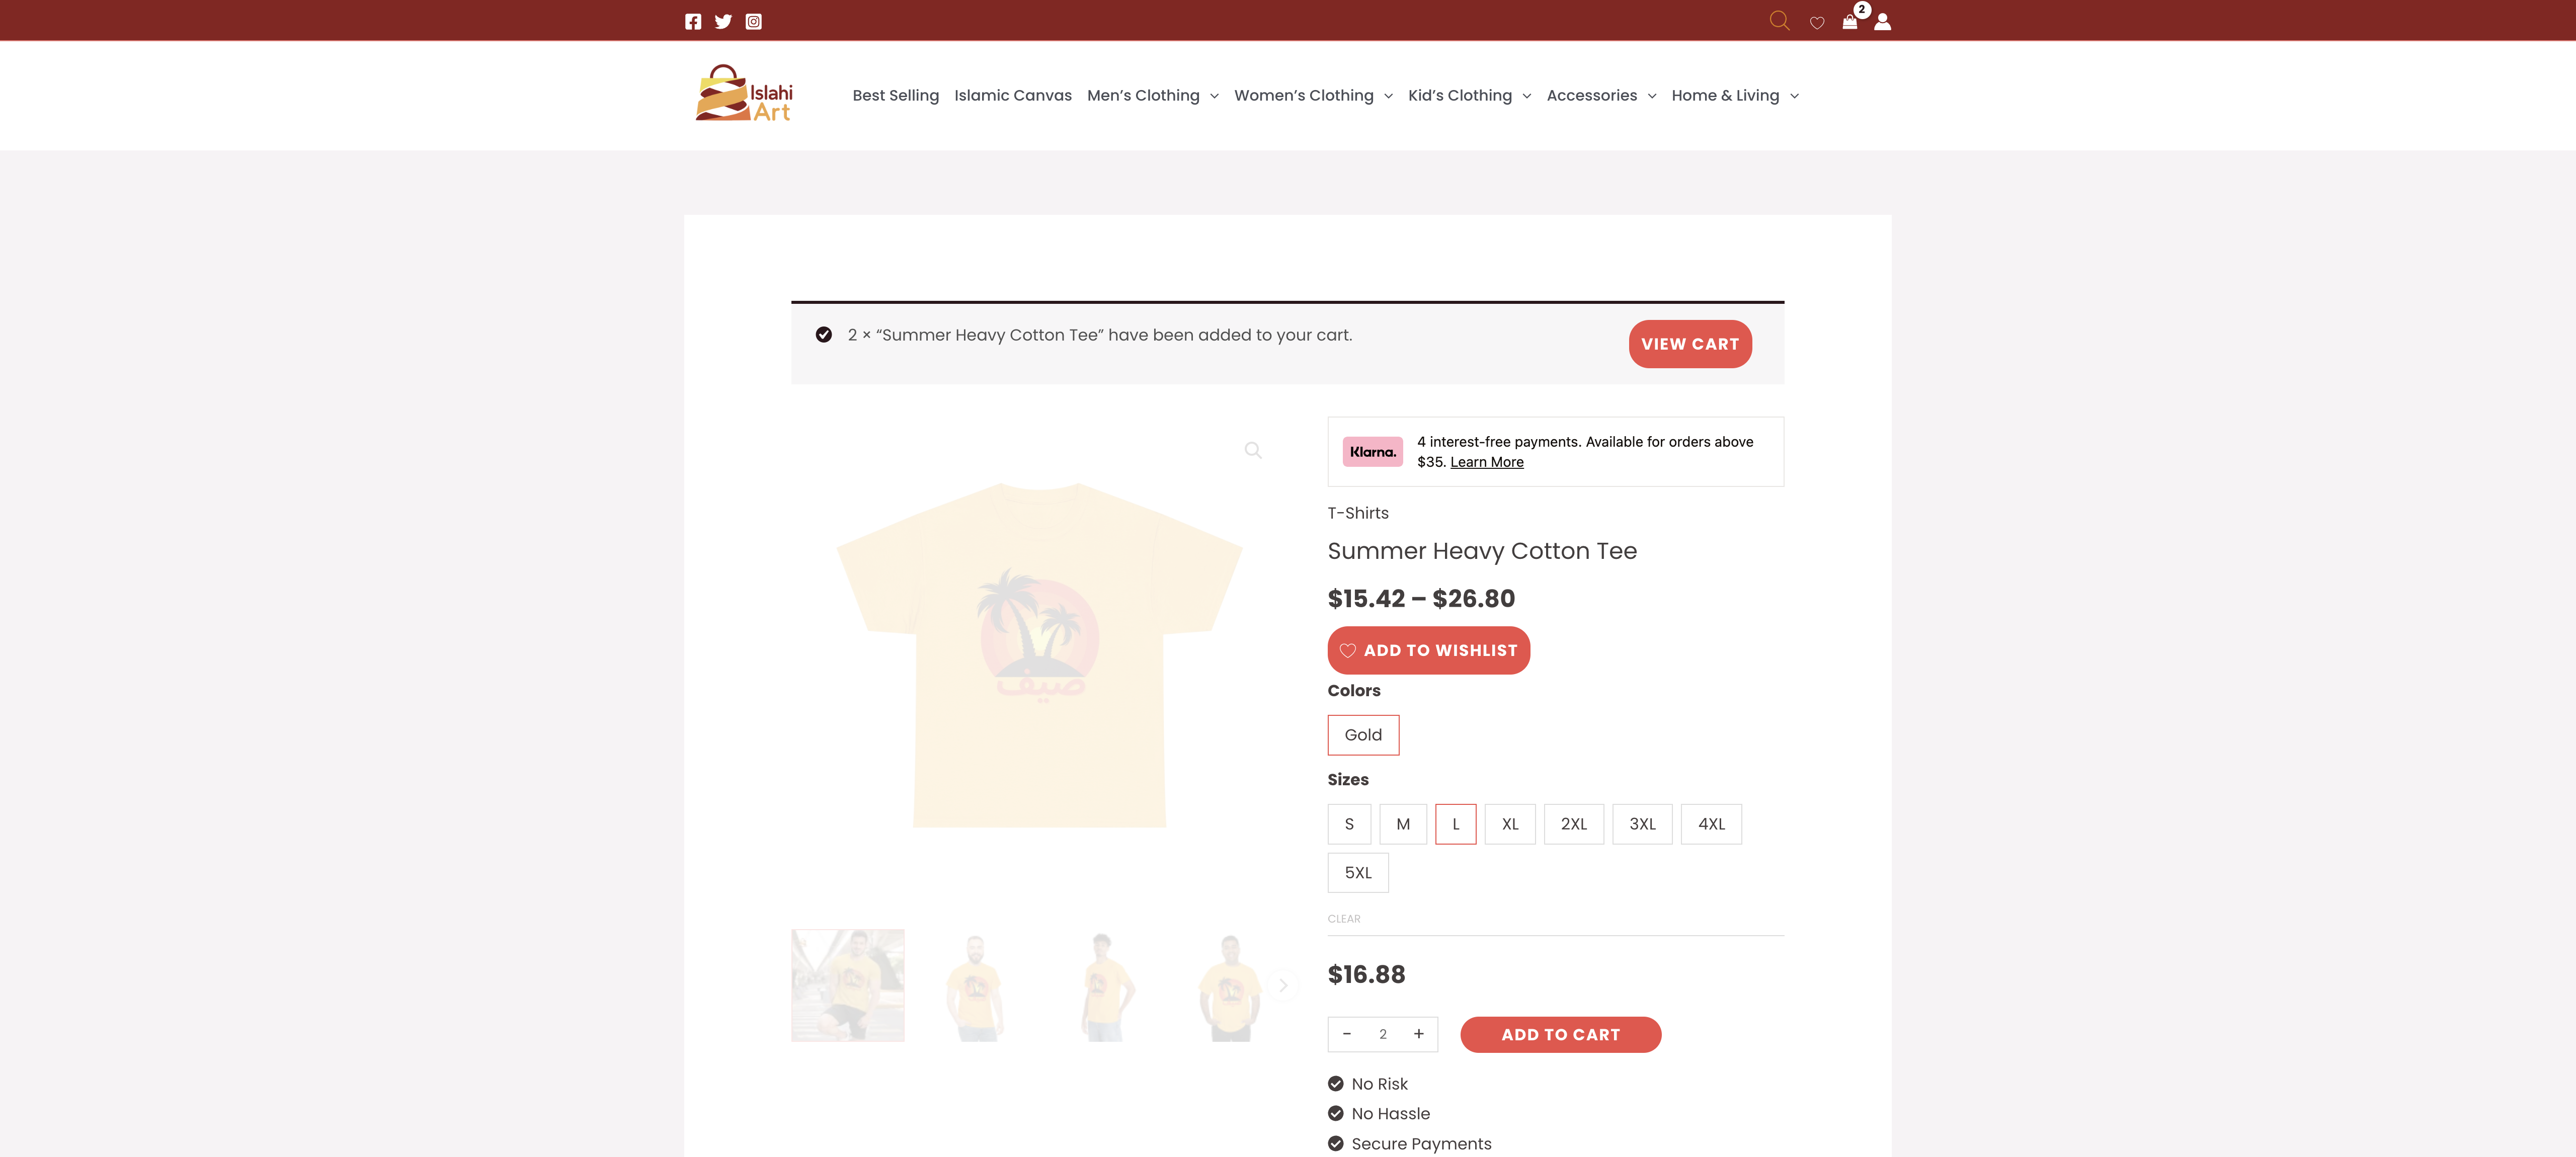 2
Islahi
Art
Best Selling Islamic Canvas Men’s Clothing Women’s Clothing Kid’s Clothing Accessories Home & Living
2 × “Summer Heavy Cotton Tee” have been added to your cart.
VIEW CART
Klarna.
4 interest-free payments. Available for orders above
$35. Learn More
T-Shirts
Summer Heavy Cotton Tee
$15.42 – $26.80
ADD TO WISHLIST
صيف
Colors
Gold
Sizes
S M L XL 2XL 3XL 4XL
5XL
CLEAR
$16.88
- 2 +
ADD TO CART
No Risk
No Hassle
Secure Payments